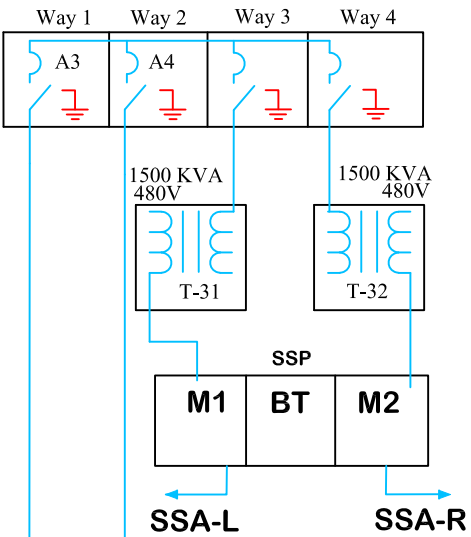 Way 1 Way 2 Way 3 Way 4
A3 A4
1500 KVA 1500 KVA
480V 480V
T-31 T-32
SSP
M1 BT M2
SSA-L SSA-R